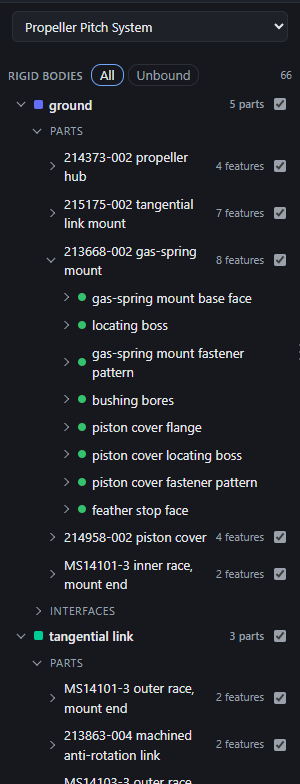 Propeller Pitch System
RIGID BODIES All Unbound 66
ground 5 parts
PARTS
214373-002 propeller
hub
4 features
215175-002 tangential
link mount
7 features
213668-002 gas-spring
mount
8 features
gas-spring mount base face
locating boss
gas-spring mount fastener
pattern
bushing bores
piston cover flange
piston cover locating boss
piston cover fastener pattern
feather stop face
214958-002 piston cover 4 features
MS14101-3 inner race,
mount end
2 features
INTERFACES
tangential link 3 parts
PARTS
MS14101-3 outer race,
mount end
2 features
213863-004 machined
anti-rotation link
2 features
MS14103-3 outer race